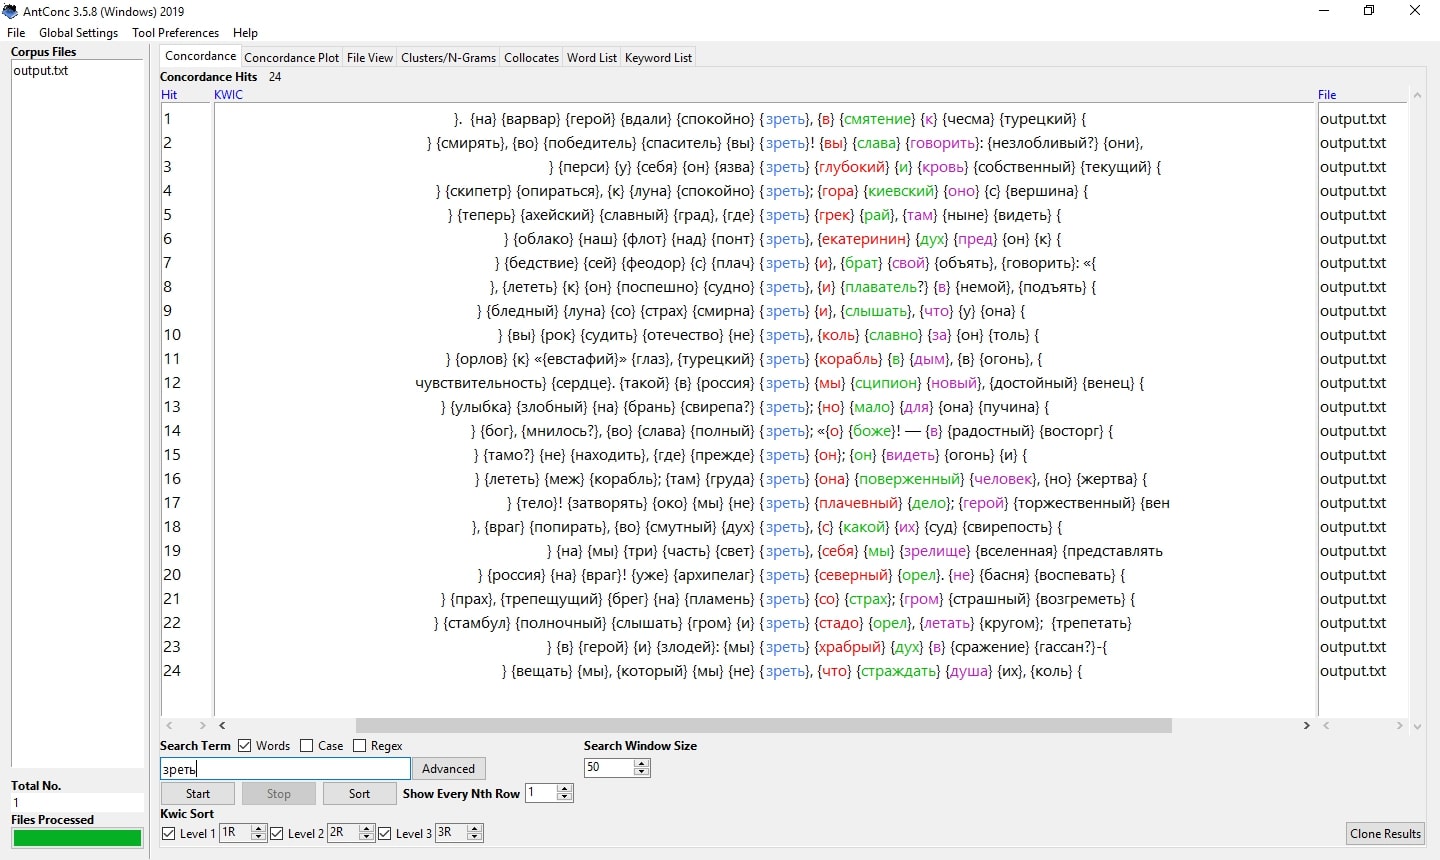 AntConc 3.5.8 (Windows) 2019
File Global Settings Tool Preferences Help
Corpus Files
output.txt
Concordance Concordance Plot File View Clusters/N-Grams Collocates Word List Keyword List
Concordance Hits 24
Hit KWIC File
1 }. {на} {варвар} {герой} {вдали} {спокойно} {зреть}, {в} {смятение} {к} {чесма} {турецкий} { output.txt
2 } {смирять}, {во} {победитель} {спаситель} {вы} {зреть}! {вы} {слава} {говорить}: {незлобливый?} {они}, output.txt
3 } {перси} {у} {себя} {он} {язва} {зреть} {глубокий} {и} {кровь} {собственный} {текущий} { output.txt
4 } {скипетр} {опираться}, {к} {луна} {спокойно} {зреть}; {гора} {киевский} {оно} {с} {вершина} { output.txt
5 } {теперь} {ахейский} {славный} {град}, {где} {зреть} {грек} {рай}, {там} {ныне} {видеть} { output.txt
6 } {облако} {наш} {флот} {над} {понт} {зреть}, {екатеринин} {дух} {пред} {он} {к} { output.txt
7 } {бедствие} {сей} {феодор} {с} {плач} {зреть} {и}, {брат} {свой} {объять}, {говорить}: «{ output.txt
8 }, {лететь} {к} {он} {поспешно} {судно} {зреть}, {и} {плаватель?} {в} {немой}, {подъять} { output.txt
9 } {бледный} {луна} {со} {страх} {смирна} {зреть} {и}, {слышать}, {что} {у} {она} { output.txt
10 } {вы} {рок} {судить} {отечество} {не} {зреть}, {коль} {славно} {за} {он} {толь} { output.txt
11 } {орлов} {к} «{евстафий}» {глаз}, {турецкий} {зреть} {корабль} {в} {дым}, {в} {огонь}, { output.txt
12 чувствительность} {сердце}. {такой} {в} {россия} {зреть} {мы} {сципион} {новый}, {достойный} {венец} { output.txt
13 } {улыбка} {злобный} {на} {брань} {свирепа?} {зреть}; {но} {мало} {для} {она} {пучина} { output.txt
14 } {бог}, {мнилось?}, {во} {слава} {полный} {зреть}; «{о} {боже}! — {в} {радостный} {восторг} { output.txt
15 } {тамо?} {не} {находить}, {где} {прежде} {зреть} {он}; {он} {видеть} {огонь} {и} { output.txt
16 } {лететь} {меж} {корабль}; {там} {груда} {зреть} {она} {поверженный} {человек}, {но} {жертва} { output.txt
17 } {тело}! {затворять} {око} {мы} {не} {зреть} {плачевный} {дело}; {герой} {торжественный} {вен output.txt
18 }, {враг} {попирать}, {во} {смутный} {дух} {зреть}, {с} {какой} {их} {суд} {свирепость} { output.txt
19 } {на} {мы} {три} {часть} {свет} {зреть}, {себя} {мы} {зрелище} {вселенная} {представлять output.txt
20 } {россия} {на} {враг}! {уже} {архипелаг} {зреть} {северный} {орел}. {не} {басня} {воспевать} { output.txt
21 } {прах}, {трепещущий} {брег} {на} {пламень} {зреть} {со} {страх}; {гром} {страшный} {возгреметь} { output.txt
22 } {стамбул} {полночный} {слышать} {гром} {и} {зреть} {стадо} {орел}, {летать} {кругом}; {трепетать} output.txt
23 } {в} {герой} {и} {злодей}: {мы} {зреть} {храбрый} {дух} {в} {сражение} {гассан?}-{ output.txt
24 } {вещать} {мы}, {который} {мы} {не} {зреть}, {что} {страждать} {душа} {их}, {коль} { output.txt
Search Term Words Case Regex Search Window Size
зреть Advanced 50
Start Stop Sort Show Every Nth Row 1
Kwic Sort
Level 1 1R Level 2 2R Level 3 3R
Total No.
1
Files Processed
Clone Results